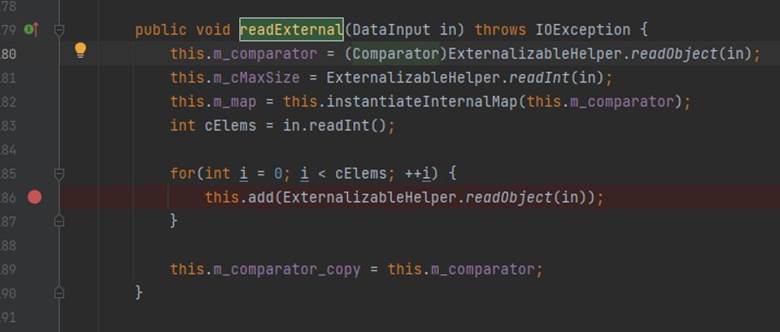 78
79 public void readExternal(DataInput in) throws IOException {
80 this.m_comparator = (Comparator)ExternalizableHelper.readObject(in);
81 this.m_cMaxSize = ExternalizableHelper.readInt(in);
82 this.m_map = this.instantiateInternalMap(this.m_comparator);
83 int cElems = in.readInt();
84
85 for(int i = 0; i < cElems; ++i) {
86 this.add(ExternalizableHelper.readObject(in));
87 }
88
89 this.m_comparator_copy = this.m_comparator;
90 }
91